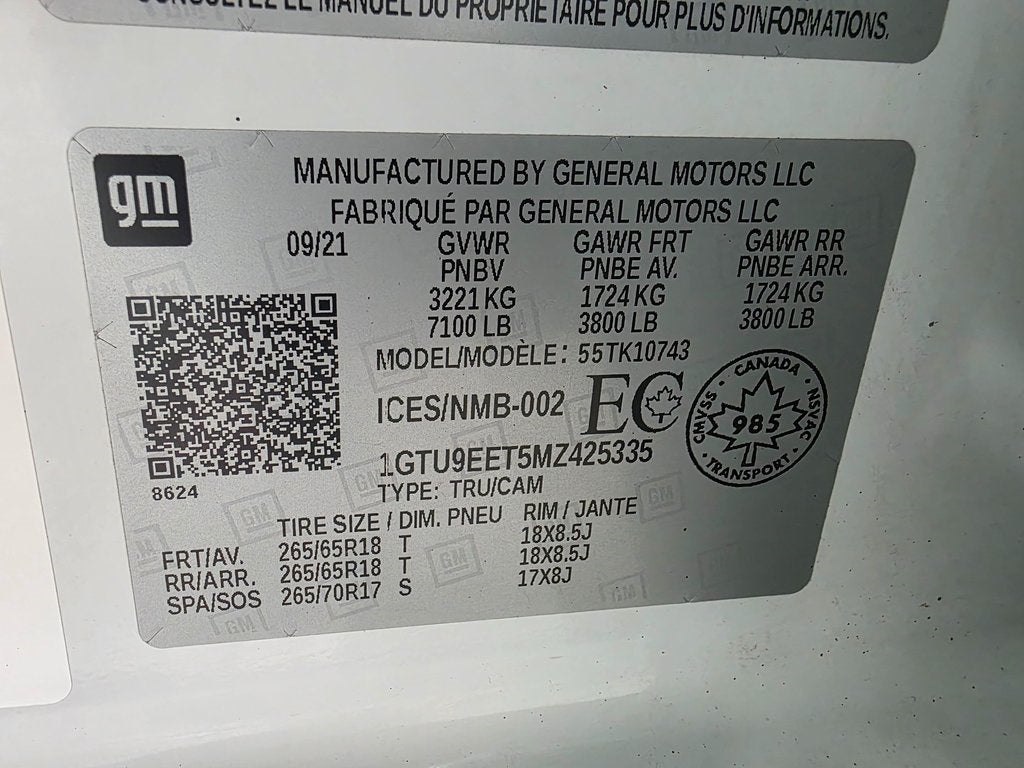 CONSULTEZ LE MANUEL DU PROPRIÉTAIRE POUR PLUS D'INFORMATIONS.
gm
MANUFACTURED BY GENERAL MOTORS LLC
FABRIQUÉ PAR GENERAL MOTORS LLC
09/21 GVWR GAWR FRT GAWR RR
PNBV PNBE AV. PNBE ARR.
3221 KG 1724 KG 1724 KG
7100 LB 3800 LB 3800 LB
MODEL/MODÈLE: 55TK10743
ICES/NMB-002 EC
CANADA
CMVSS 985 NSVAC
TRANSPORT
1GTU9EET5MZ425335
8624
TYPE: TRU/CAM
TIRE SIZE / DIM. PNEU RIM / JANTE
FRT/AV. 265/65R18 T 18X8.5J
RR/ARR. 265/65R18 T 18X8.5J
SPA/SOS 265/70R17 S 17X8J